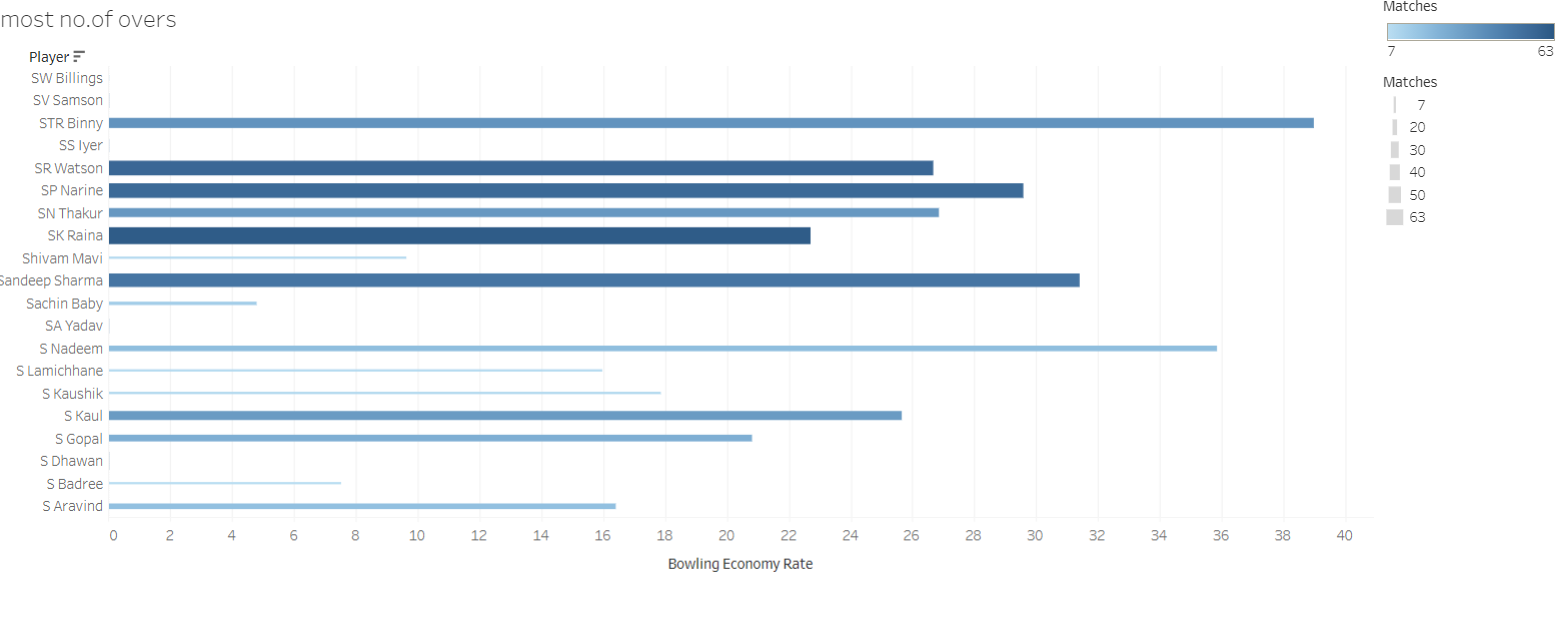 most no.of overs
Player
SW Billings
SV Samson
STR Binny
SS Iyer
SR Watson
SP Narine
SN Thakur
SK Raina
Shivam Mavi
Sandeep Sharma
Sachin Baby
SA Yadav
S Nadeem
S Lamichhane
S Kaushik
S Kaul
S Gopal
S Dhawan
S Badree
S Aravind
0 2 4 6 8 10 12 14 16 18 20 22 24 26 28 30 32 34 36 38 40
Bowling Economy Rate
Matches
7 63
Matches
7
20
30
40
50
63